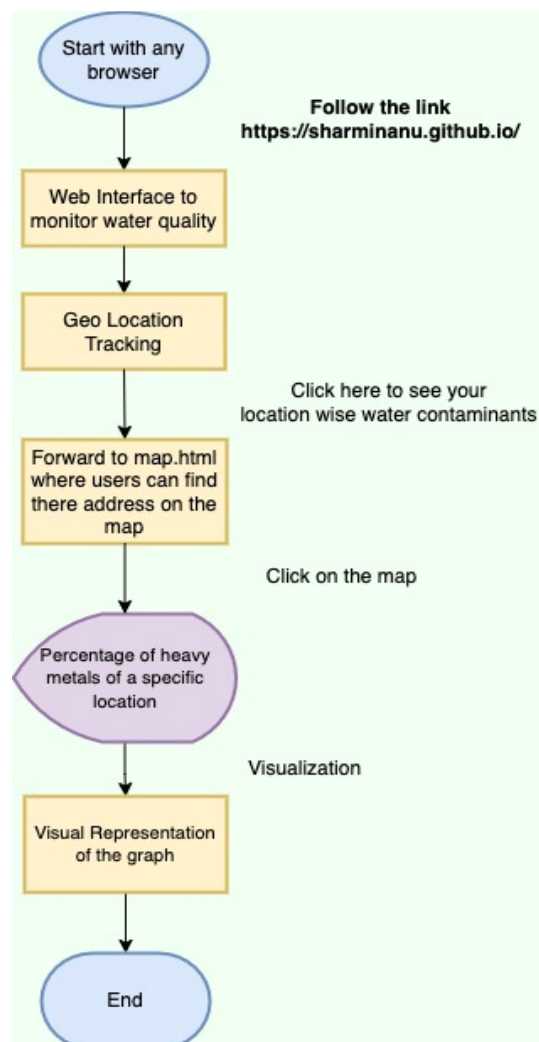 Start with any
browser
Follow the link
https://sharminanu.github.io/
Web Interface to
monitor water quality
Geo Location
Tracking
Click here to see your
location wise water contaminants
Forward to map.html
where users can find
there address on the
map
Click on the map
Percentage of heavy
metals of a specific
location
Visualization
Visual Representation
of the graph
End